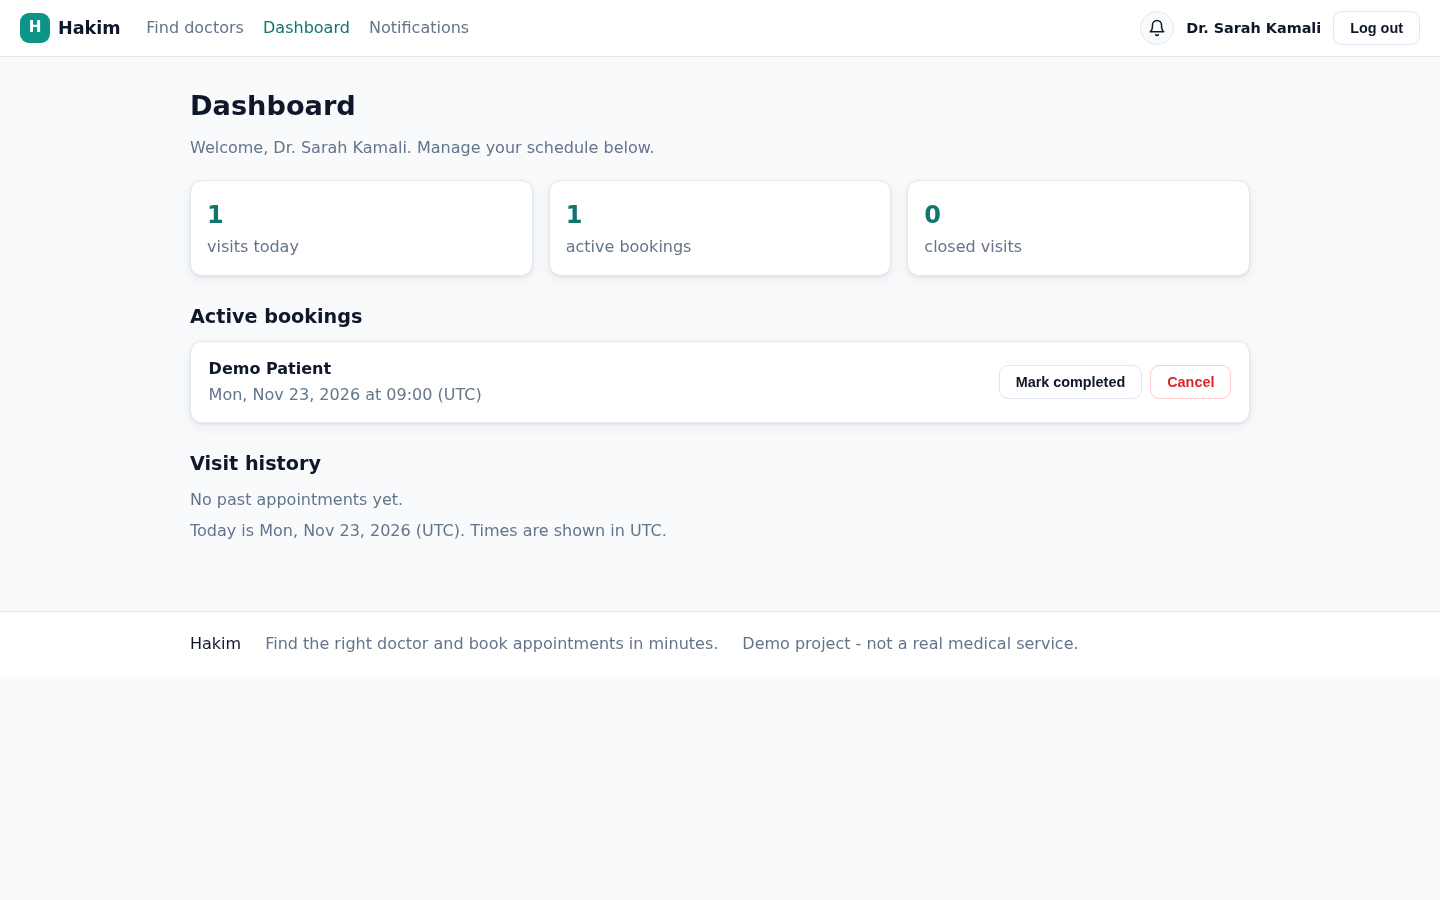 H Hakim Find doctors Dashboard Notifications Dr. Sarah Kamali Log out
Dashboard
Welcome, Dr. Sarah Kamali. Manage your schedule below.
1
visits today
1
active bookings
0
closed visits
Active bookings
Demo Patient
Mon, Nov 23, 2026 at 09:00 (UTC)
Mark completed Cancel
Visit history
No past appointments yet.
Today is Mon, Nov 23, 2026 (UTC). Times are shown in UTC.
Hakim Find the right doctor and book appointments in minutes. Demo project - not a real medical service.